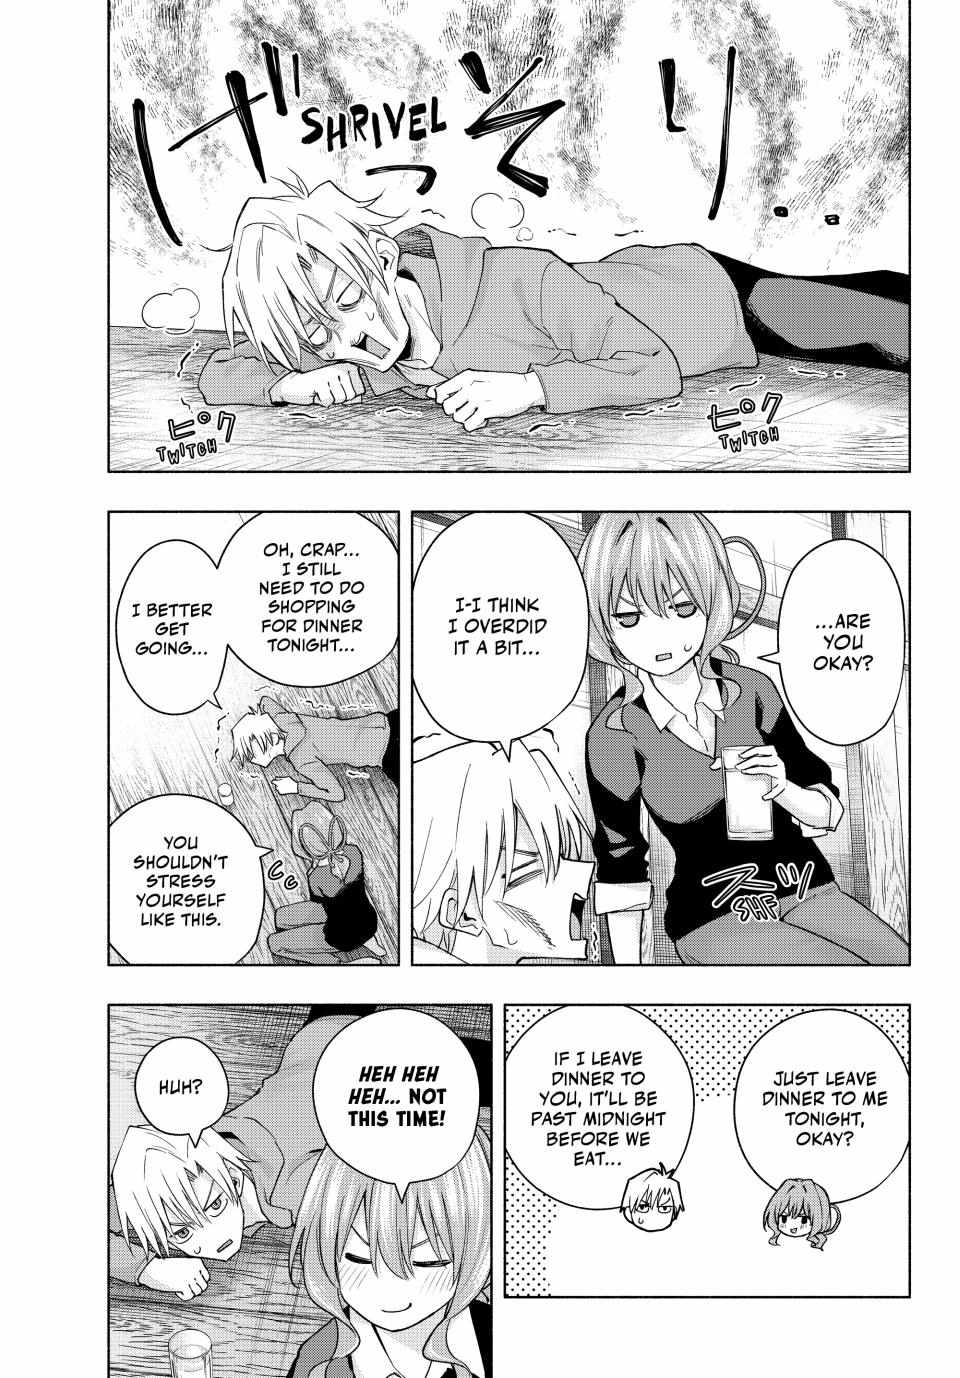 げっそり...
SHRIVEL
ピクピク
TWITCH
ピク
TWITCH
...ARE
YOU
OKAY?
I-I THINK
I OVERDID
IT A BIT...
スッ
SHF
OH, CRAP...
I STILL
NEED TO DO
SHOPPING
FOR DINNER
TONIGHT...
I BETTER
GET
GOING...
YOU
SHOULDN'T
STRESS
YOURSELF
LIKE THIS.
JUST LEAVE
DINNER TO ME
TONIGHT,
OKAY?
IF I LEAVE
DINNER TO
YOU, IT'LL BE
PAST MIDNIGHT
BEFORE WE
EAT...
HEH HEH
HEH... NOT
THIS TIME!
HUH?